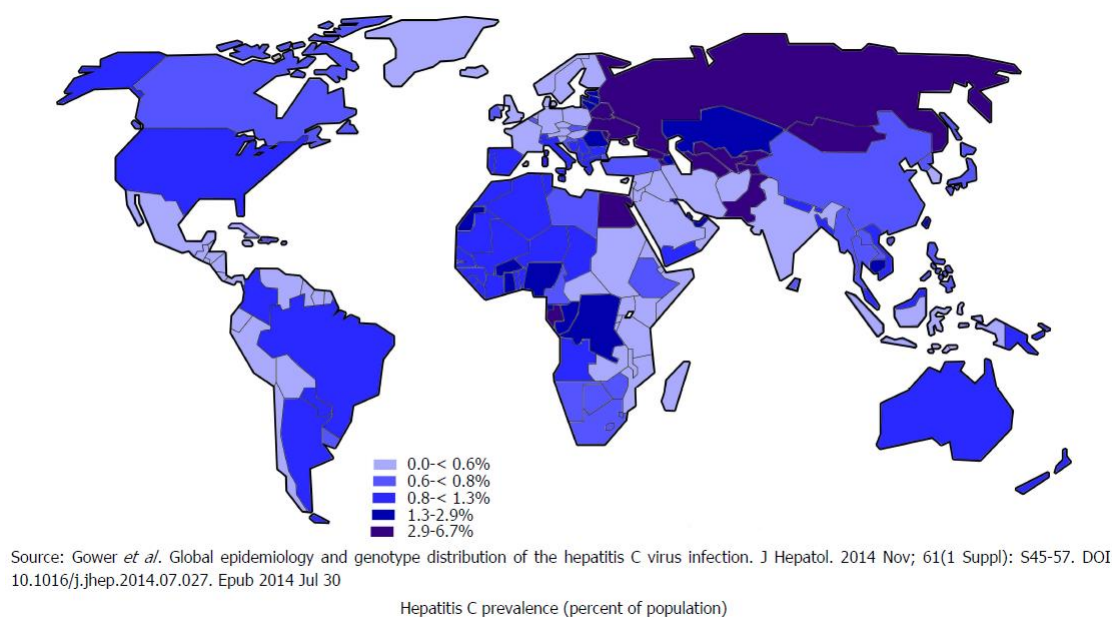 0.0-< 0.6%
0.6-< 0.8%
0.8-< 1.3%
1.3-2.9%
2.9-6.7%
Source: Gower et al. Global epidemiology and genotype distribution of the hepatitis C virus infection. J Hepatol. 2014 Nov; 61(1 Suppl): S45-57. DOI
10.1016/j.jhep.2014.07.027. Epub 2014 Jul 30
Hepatitis C prevalence (percent of population)